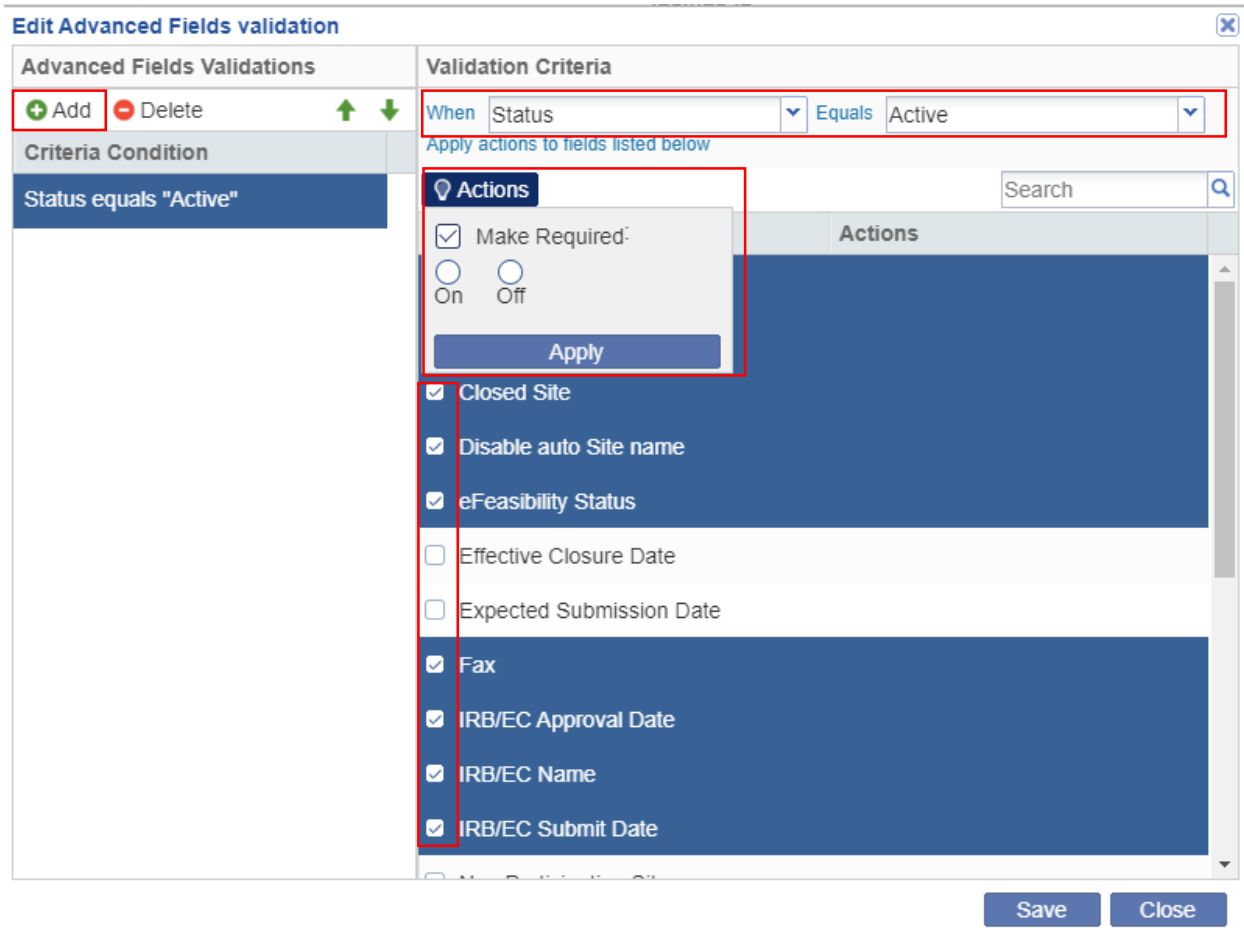 Edit Advanced Fields validation
Advanced Fields Validations
Validation Criteria
Add Delete
When Status Equals Active
Apply actions to fields listed below
Criteria Condition
Status equals "Active"
Actions
Search
Make Required:
On Off
Apply
Actions
Closed Site
Disable auto Site name
eFeasibility Status
Effective Closure Date
Expected Submission Date
Fax
IRB/EC Approval Date
IRB/EC Name
IRB/EC Submit Date
Save Close